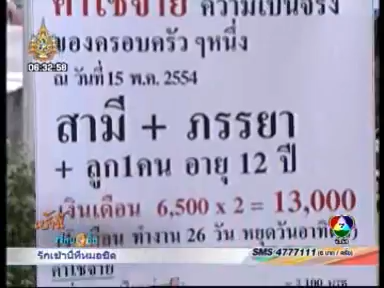 ค่าใช้จ่าย ความเป็นจริง
ของครอบครัว ๆหนึ่ง
06:32:58
ณ วันที่ 15 พ.ค. 2554
สามี + ภรรยา
+ ลูก1คน อายุ 12 ปี
เงินเดือน 6,500 x 2 = 13,000
ทำงาน 26 วัน หยุดวันอาทิ
รักเช้านี้ที่หมอชิต
SMS 4777111
ค่าใช้จ่าย